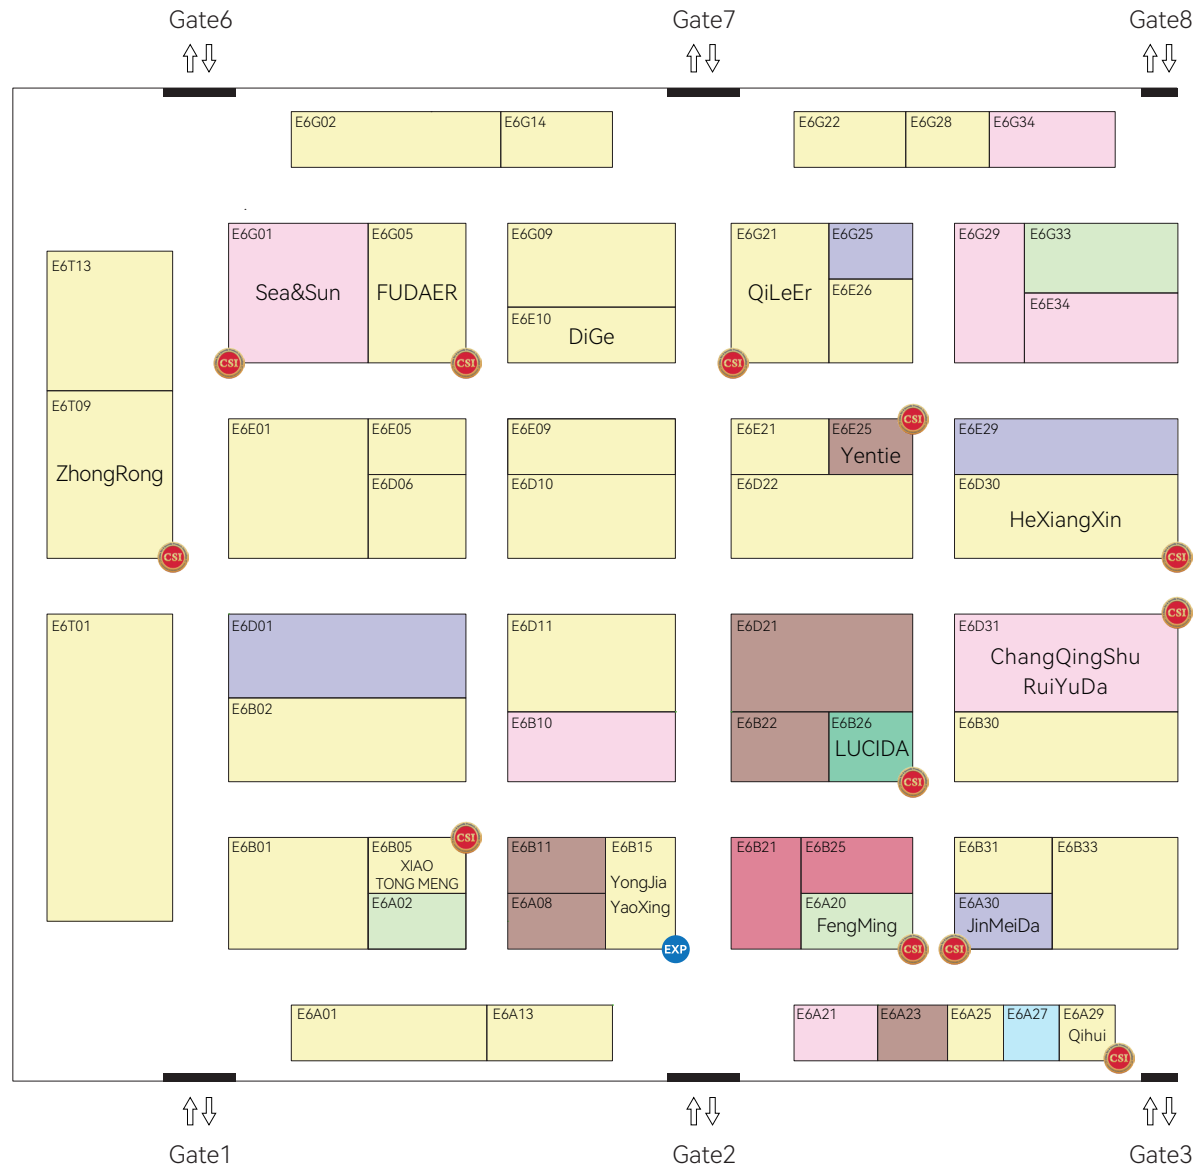 Gate6
Gate7
Gate8
E6G02
E6G14
E6G22
E6G28
E6G34
E6T13
E6G01
Sea&Sun
E6G05
FUDAER
E6G09
E6E10
DiGe
E6G21
QiLeEr
E6G25
E6E26
E6G29
E6G33
E6E34
CSI
CSI
CSI
E6T09
ZhongRong
CSI
E6E01
E6E05
E6D06
E6E09
E6D10
E6E21
E6E25
Yentie
CSI
E6D22
E6E29
E6D30
HeXiangXin
CSI
E6T01
E6D01
E6B02
E6D11
E6B10
E6D21
E6B22
E6B26
LUCIDA
CSI
E6D31
ChangQingShu
RuiYuDa
CSI
E6B30
E6B01
E6B05
XIAO
TONG MENG
CSI
E6A02
E6B11
E6A08
E6B15
YongJia
YaoXing
EXP
E6B21
E6B25
E6A20
FengMing
CSI
E6B31
E6A30
JinMeiDa
CSI
E6B33
E6A01
E6A13
E6A21
E6A23
E6A25
E6A27
E6A29
Qihui
CSI
Gate1
Gate2
Gate3